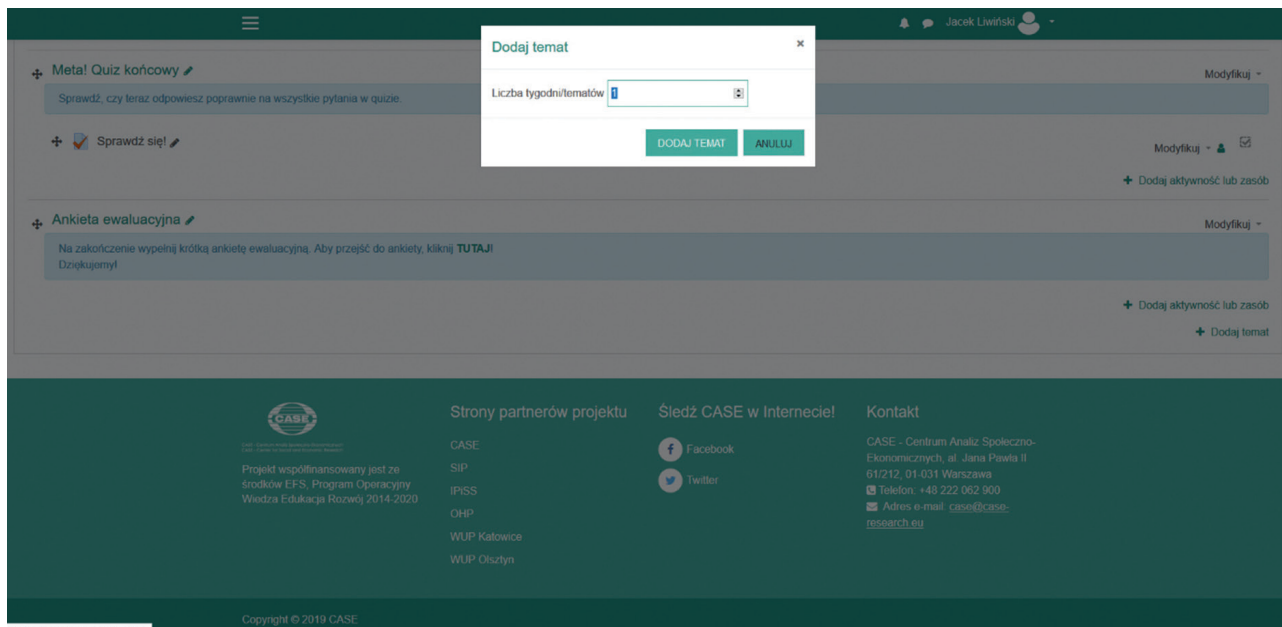 Jacek Liwiński
Dodaj temat
×
Liczba tygodni/tematów 1
DODAJ TEMAT ANULUJ
Meta! Quiz końcowy
Modyfikuj
Sprawdź, czy teraz odpowiesz poprawnie na wszystkie pytania w quizie.
Sprawdź się!
Modyfikuj
+ Dodaj aktywność lub zasób
Ankieta ewaluacyjna
Modyfikuj
Na zakończenie wypełnij krótką ankietę ewaluacyjną. Aby przejść do ankiety, kliknij TUTAJ!
Dziękujemy!
+ Dodaj aktywność lub zasób
+ Dodaj temat
CASE
Projekt współfinansowany jest ze
środków EFS, Program Operacyjny
Wiedza Edukacja Rozwój 2014-2020
Strony partnerów projektu
CASE
SIP
IPiSS
OHP
WUP Katowice
WUP Olsztyn
Śledź CASE w Internecie!
Facebook
Twitter
Kontakt
CASE - Centrum Analiz Społeczno-
Ekonomicznych, al. Jana Pawła II
61/212, 01-031 Warszawa
Telefon: +48 222 062 900
Adres e-mail: case@case-
research.eu
Copyright © 2019 CASE